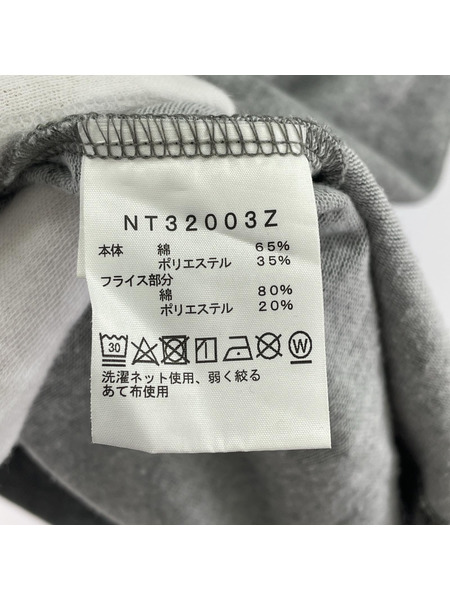 NT32003Z
本体 綿 65%
ポリエステル 35%
フライス部分
綿 80%
ポリエステル 20%
30 W
洗濯ネット使用、弱く絞る
あて布使用